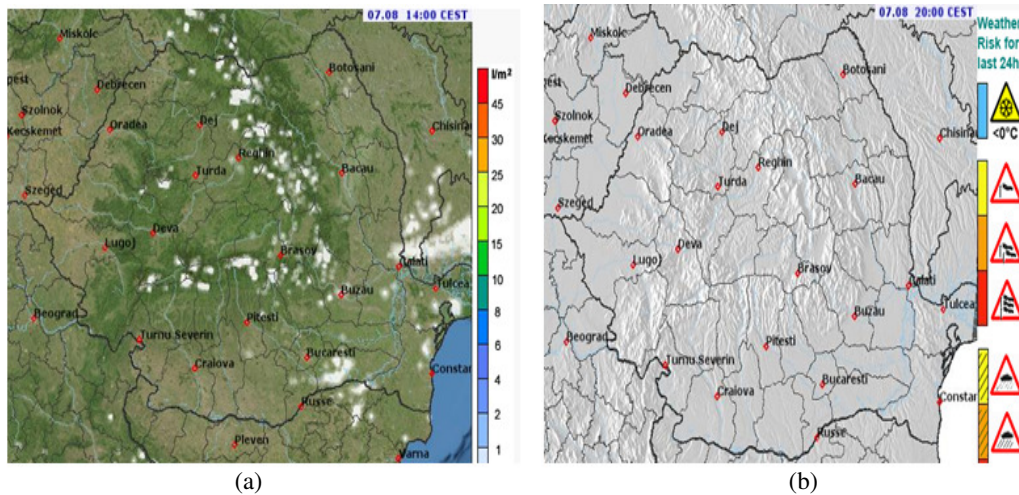 07.08 14:00 CEST
Miskolc
Botosani
Debrecen
Szolnok
Kecskemet
Oradea
Dej
Chisinau
Reghin
Turda
Bacau
Szeged
Deva
Lugoj
Brasov
Galati
Tulcea
Buzau
Beograd
Pitesti
Turnu Severin
Bucaresti
Craiova
Constan
Russe
Pleven
Varna
l/m²
45
30
25
20
15
10
8
6
4
2
1
(a)
07.08 20:00 CEST
Miskolc
Botosani
Debrecen
Szolnok
Kecskemet
Oradea
Dej
Chisinau
Reghin
Turda
Bacau
Szeged
Deva
Lugoj
Brasov
Galati
Tulcea
Buzau
Beograd
Pitesti
Turnu Severin
Bucaresti
Craiova
Constan
Russe
Weather
Risk for
last 24h
<0°C
(b)